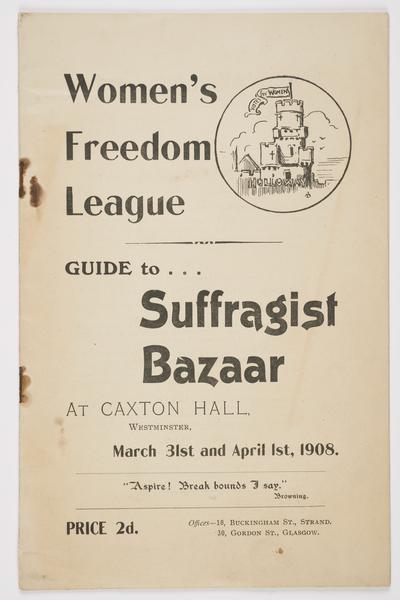 Women's
Freedom
League
VOTES FOR WOMEN
HOLLOWAY
GUIDE to . . .
Suffragist
Bazaar
AT CAXTON HALL,
WESTMINSTER,
March 31st and April 1st, 1908.
"Aspire! Break bounds I say."
Browning.
PRICE 2d.
Offices—18, BUCKINGHAM ST., STRAND.
30, GORDON ST., GLASGOW.